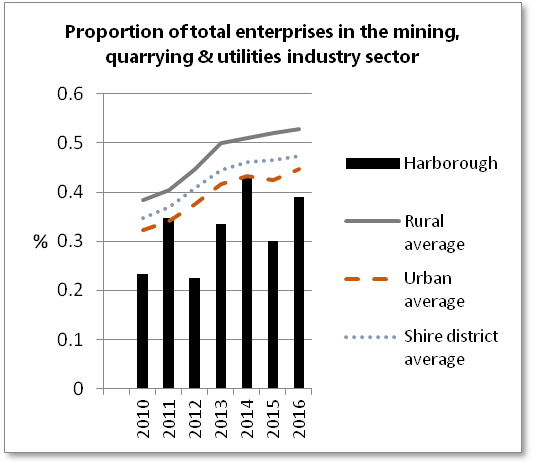 Proportion of total enterprises in the mining,
quarrying & utilities industry sector
0.6
0.5
0.4
0.3
0.2
0.1
0
%
2010
2011
2012
2013
2014
2015
2016
Harborough
Rural
average
Urban
average
Shire district
average